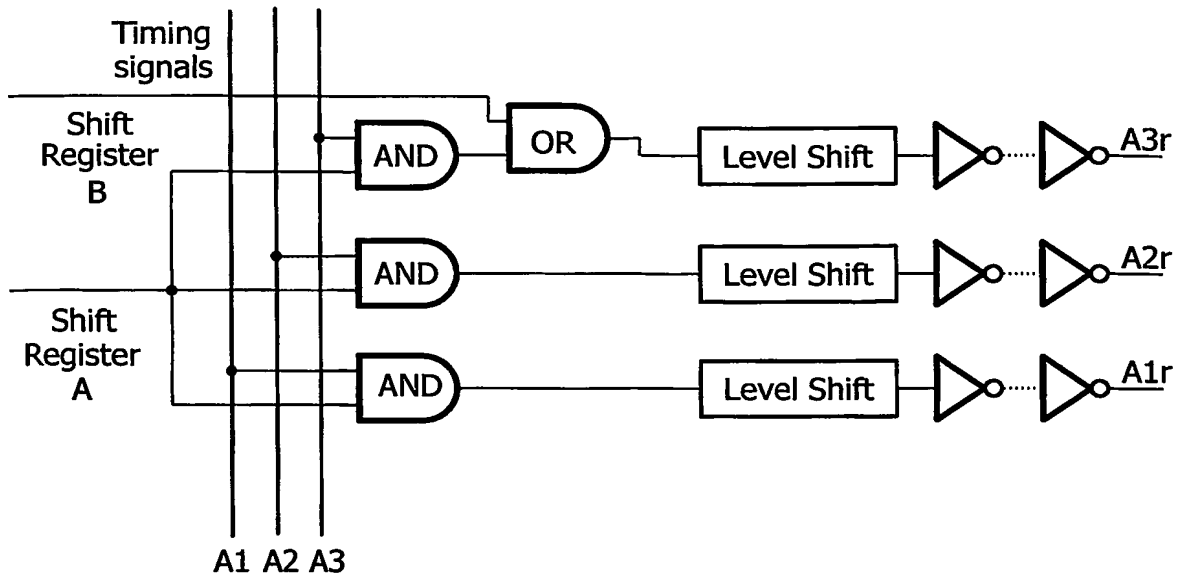 Timing
signals
Shift
Register
B
AND
OR
Level Shift
A3r
AND
Level Shift
A2r
Shift
Register
A
AND
Level Shift
A1r
A1 A2 A3